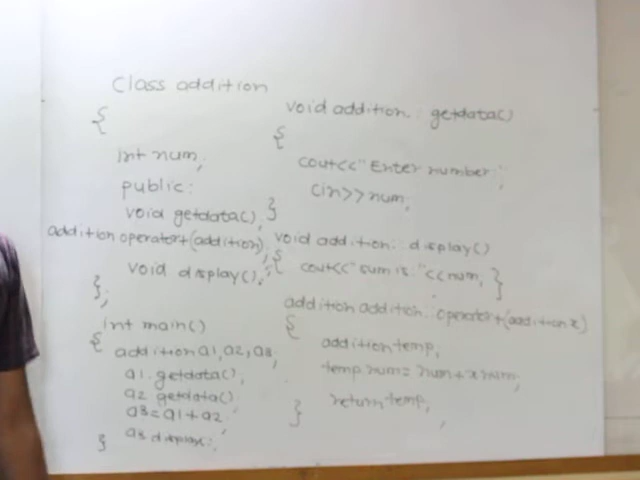 Class addition
{
int num;
public:
void getdata();
addition operator+(addition);
void display();
};
int main()
{
addition a1,a2,a3;
a1.getdata();
a2 getdata();
a3=a1+a2;
a3 display;
}
void addition:: getdata()
{
cout<<"Enter number;
cin>>num;
}
void addition:: display()
{ cout<<"sum is: "<<num; }
addition addition:: operator+(addition x)
{
addition temp;
temp num=num+x num;
return temp;
}